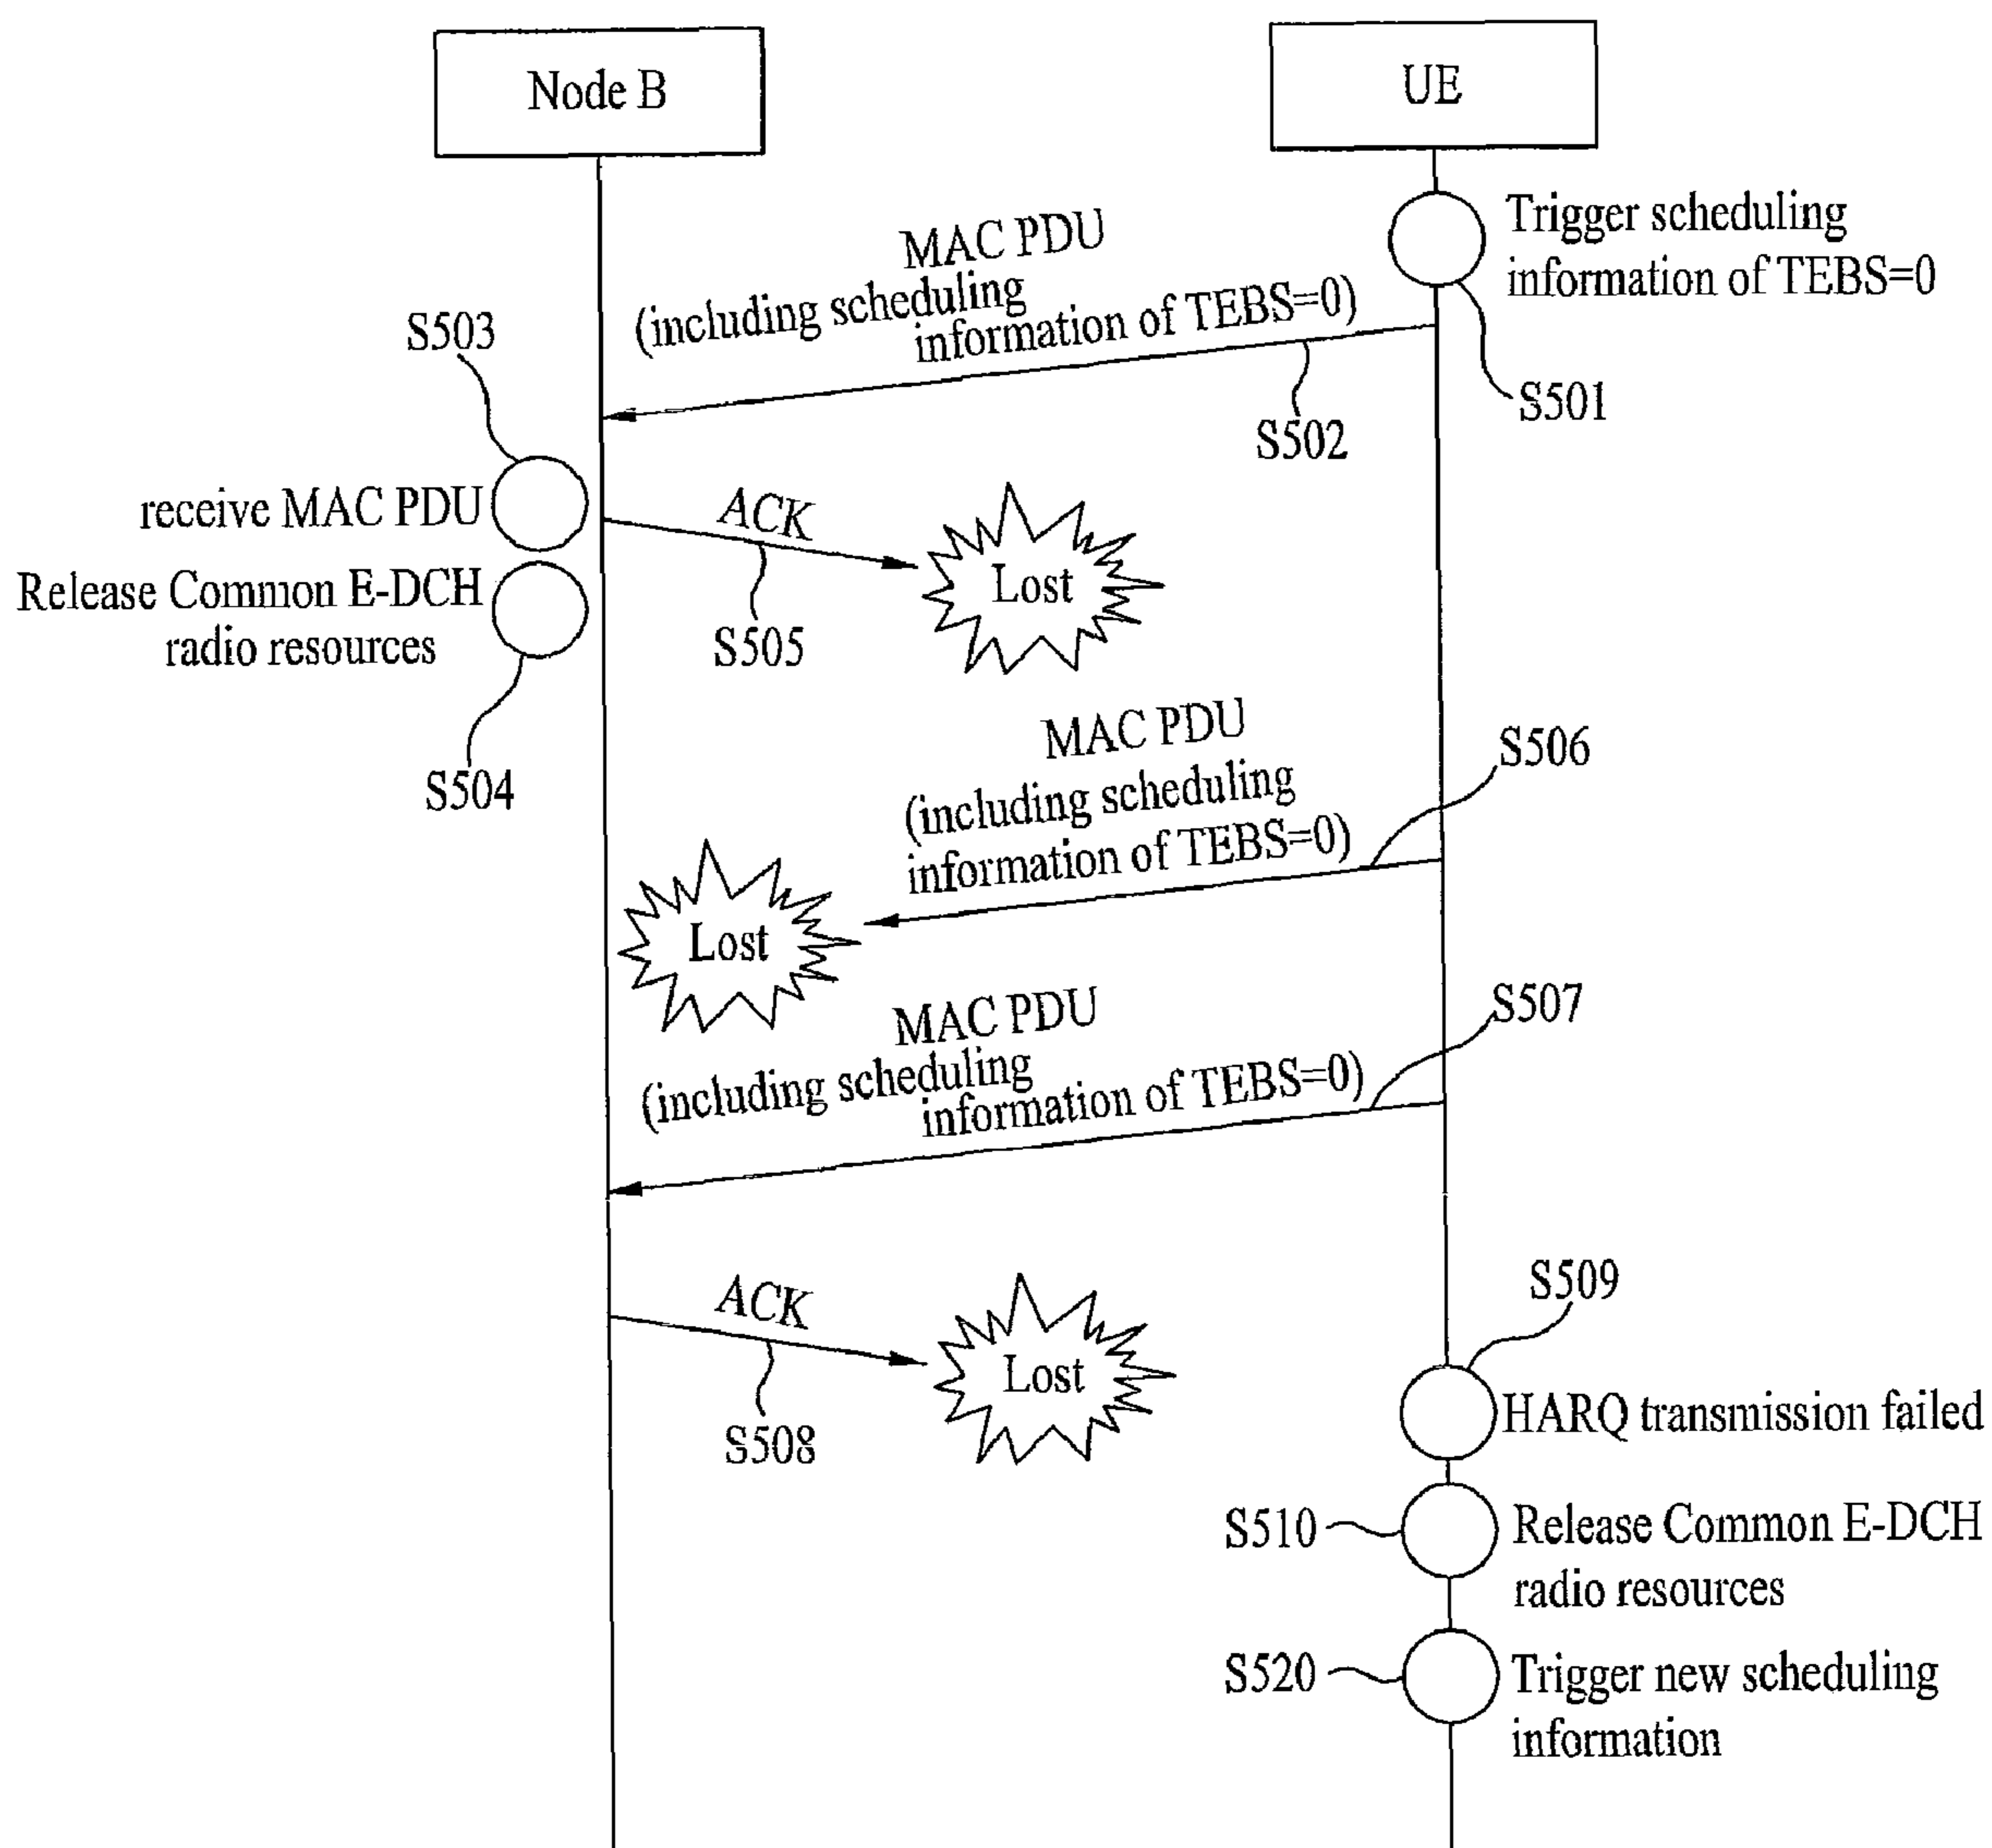 Node B
UE
Trigger scheduling
information of TEBS=0
S501
MAC PDU
(including scheduling
information of TEBS=0)
S502
S503
receive MAC PDU
ACK
Lost
S505
Release Common E-DCH
radio resources
S504
MAC PDU
(including scheduling
information of TEBS=0)
S506
Lost
MAC PDU
(including scheduling
information of TEBS=0)
S507
ACK
Lost
S508
S509
HARQ transmission failed
S510
Release Common E-DCH
radio resources
S520
Trigger new scheduling
information